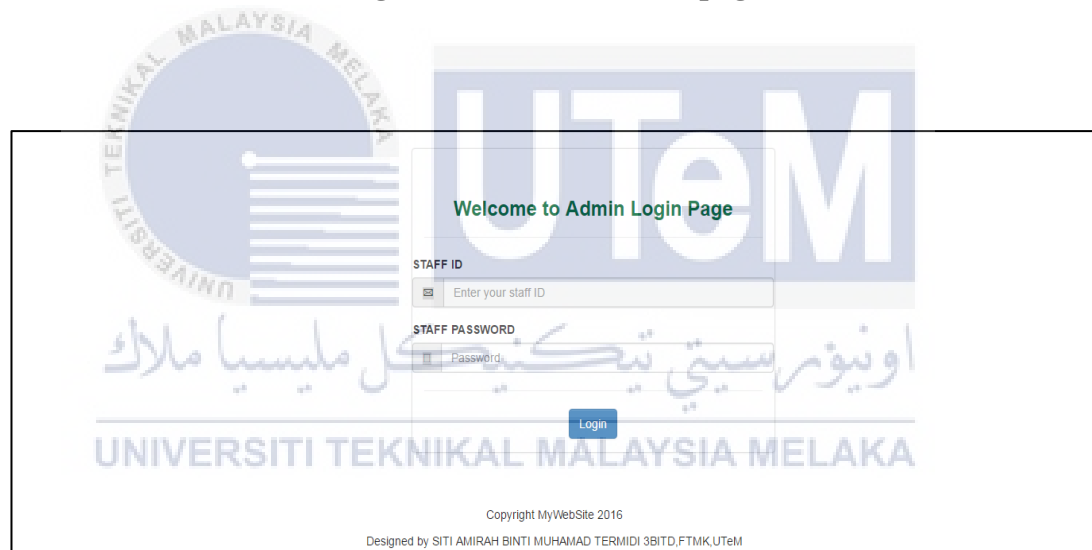 UNIVERSITI TEKNIKAL MALAYSIA MELAKA
UTeM
Welcome to Admin Login Page
STAFF ID
Enter your staff ID
STAFF PASSWORD
Password
اونيۏرسيتي تيكنيكل مليسيا ملاك
Login
UNIVERSITI TEKNIKAL MALAYSIA MELAKA
Copyright MyWebSite 2016
Designed by SITI AMIRAH BINTI MUHAMAD TERMIDI 3BITD,FTMK,UTeM